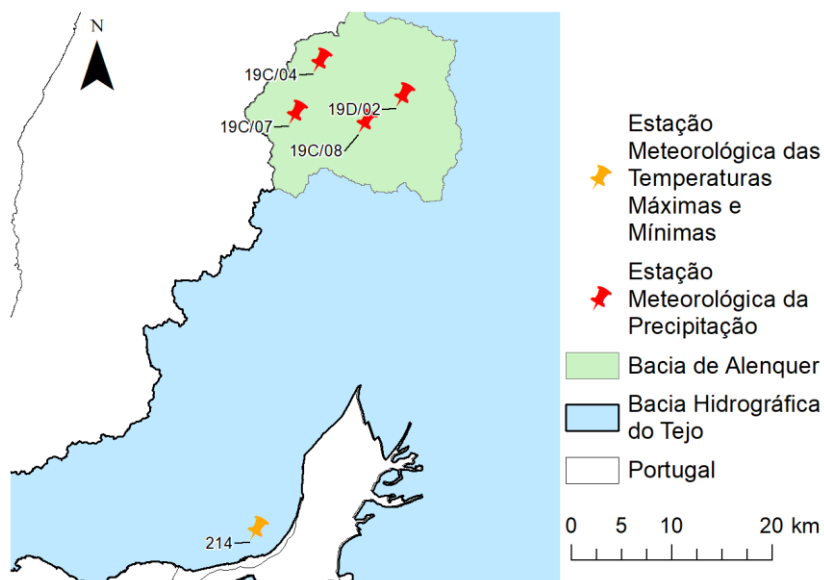 N
19C/04
19D/02
19C/07
19C/08
214
Estação
Meteorológica das
Temperaturas
Máximas e
Mínimas
Estação
Meteorológica da
Precipitação
Bacia de Alenquer
Bacia Hidrográfica
do Tejo
Portugal
0 5 10 20 km